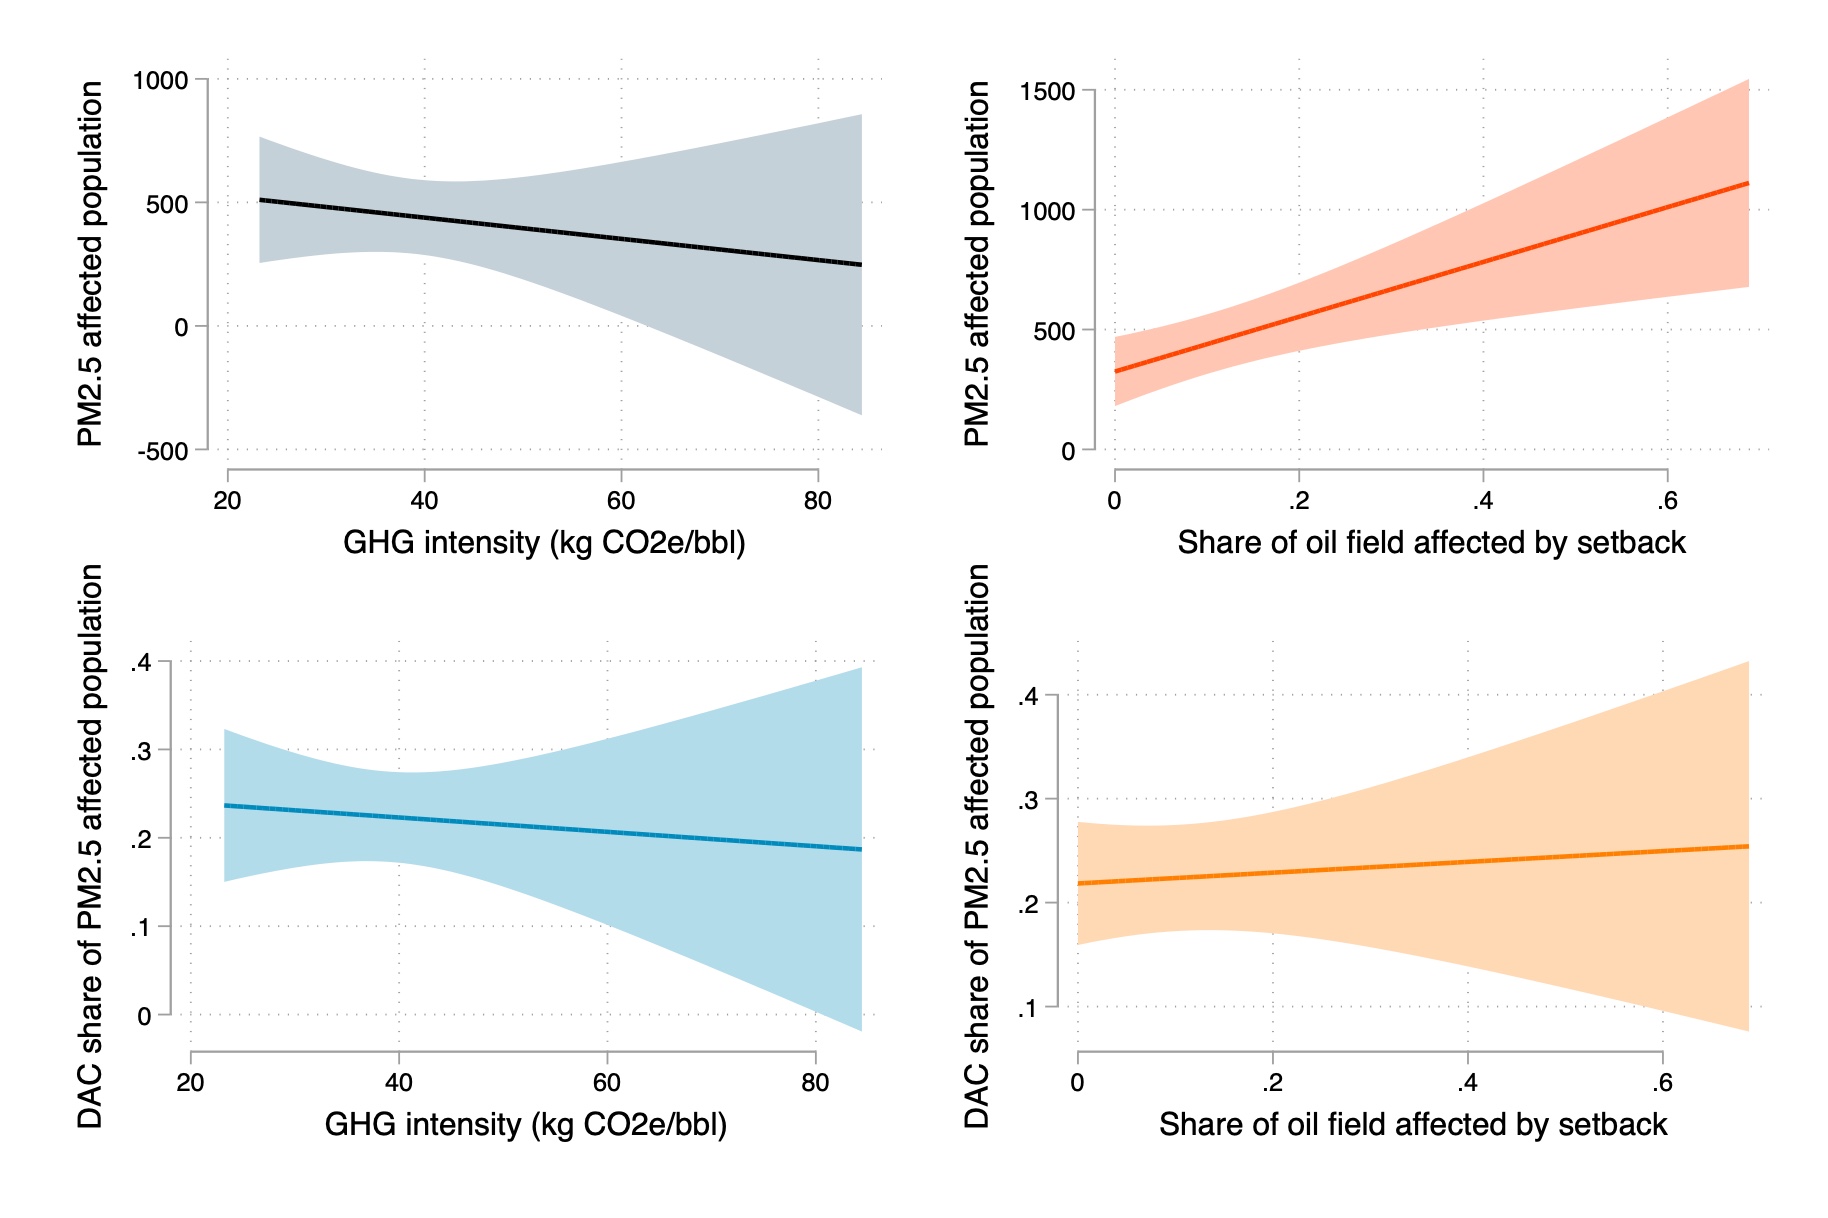 PM2.5 affected population
1000
500
0
-500
20 40 60 80
GHG intensity (kg CO2e/bbl)
PM2.5 affected population
1500
1000
500
0
0 .2 .4 .6
Share of oil field affected by setback
DAC share of PM2.5 affected population
.4
.3
.2
.1
0
20 40 60 80
GHG intensity (kg CO2e/bbl)
DAC share of PM2.5 affected population
.4
.3
.2
.1
0 .2 .4 .6
Share of oil field affected by setback